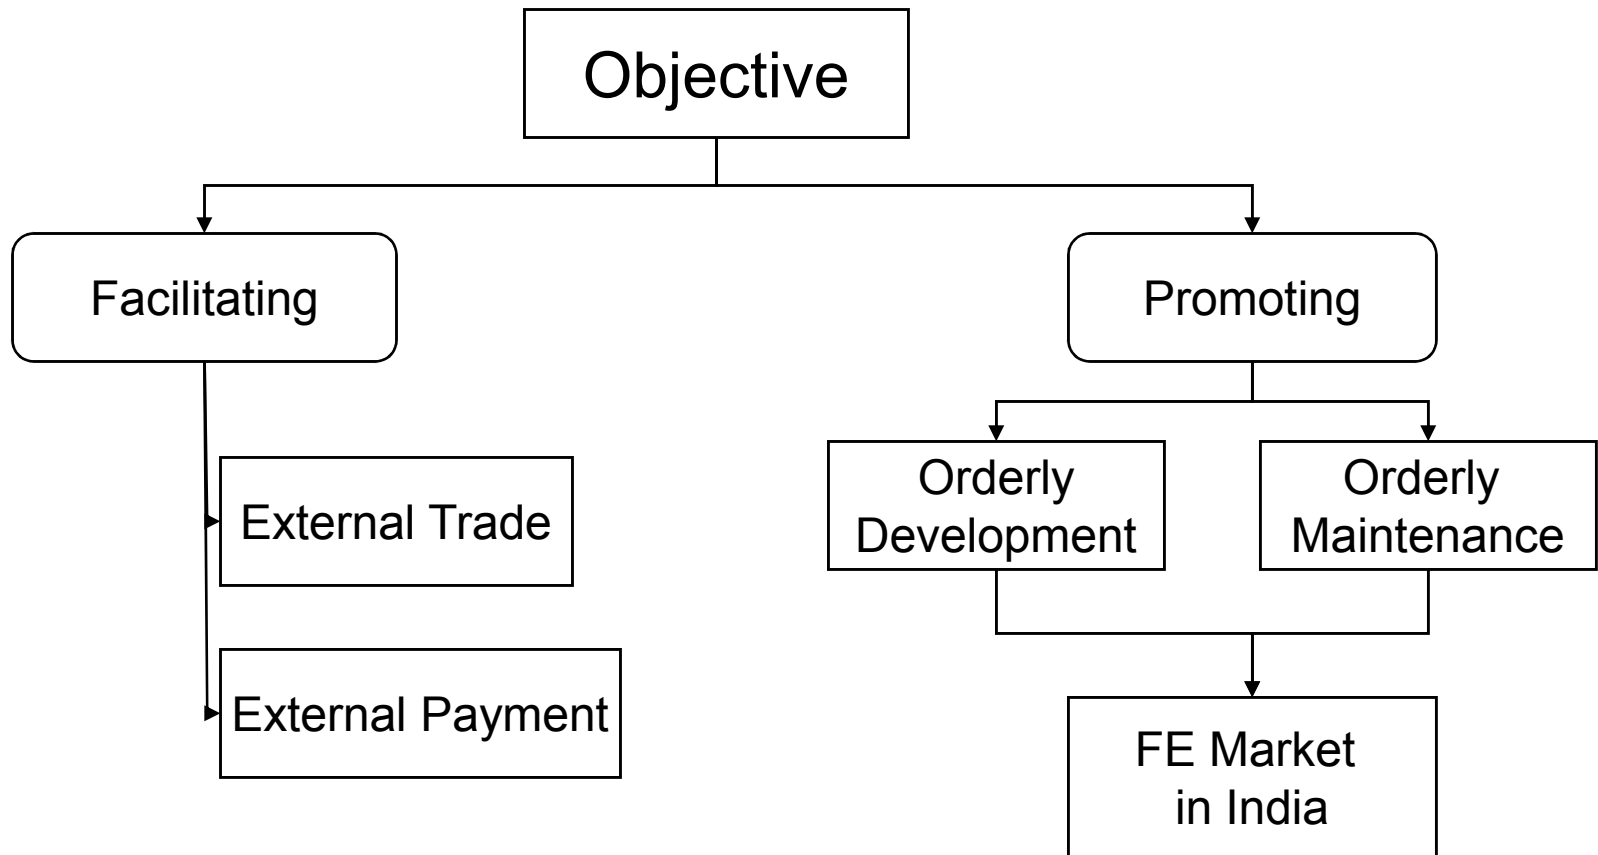 Objective
Facilitating
Promoting
External Trade
External Payment
Orderly
Development
Orderly
Maintenance
FE Market
in India